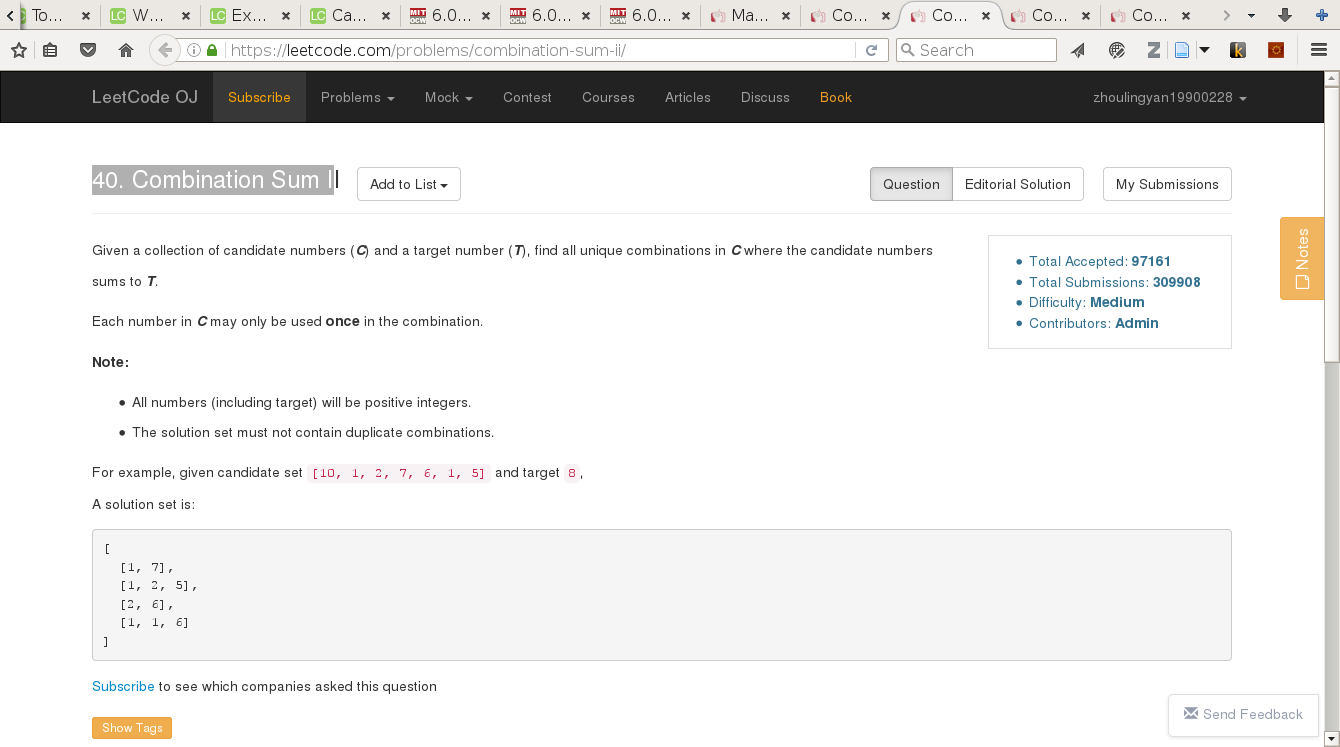 To...
W...
Ex...
Ca...
6.0...
6.0...
6.0...
Ma...
Co...
Co...
Co...
Co...
https://leetcode.com/problems/combination-sum-ii/
Search
LeetCode OJ
Subscribe
Problems
Mock
Contest
Courses
Articles
Discuss
Book
zhoulingyan19900228
40. Combination Sum II
Add to List
Question
Editorial Solution
My Submissions
Given a collection of candidate numbers (C) and a target number (T), find all unique combinations in C where the candidate numbers
sums to T.
Each number in C may only be used once in the combination.
Note:
• All numbers (including target) will be positive integers.
• The solution set must not contain duplicate combinations.
For example, given candidate set [10, 1, 2, 7, 6, 1, 5] and target 8,
A solution set is:
[
[1, 7],
[1, 2, 5],
[2, 6],
[1, 1, 6]
]
Subscribe to see which companies asked this question
Show Tags
• Total Accepted: 97161
• Total Submissions: 309908
• Difficulty: Medium
• Contributors: Admin
Notes
Send Feedback